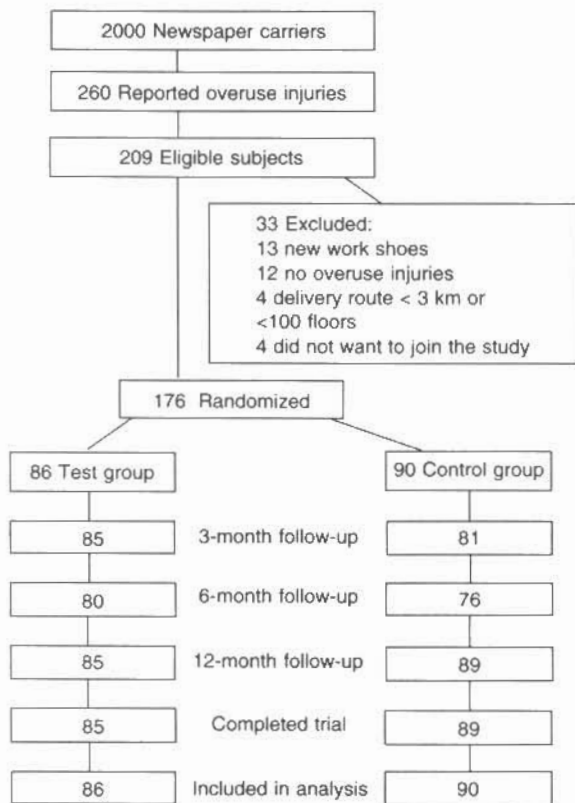 2000 Newspaper carriers
260 Reported overuse injuries
209 Eligible subjects
33 Excluded:
13 new work shoes
12 no overuse injuries
4 delivery route < 3 km or
<100 floors
4 did not want to join the study
176 Randomized
86 Test group
90 Control group
85 3-month follow-up 81
80 6-month follow-up 76
85 12-month follow-up 89
85 Completed trial 89
86 Included in analysis 90